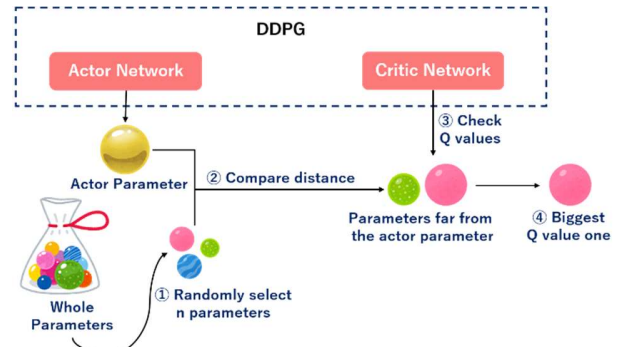 DDPG
Actor Network
Critic Network
③ Check
Q values
Actor Parameter
② Compare distance
Parameters far from
the actor parameter
④ Biggest
Q value one
① Randomly select
n parameters
Whole
Parameters